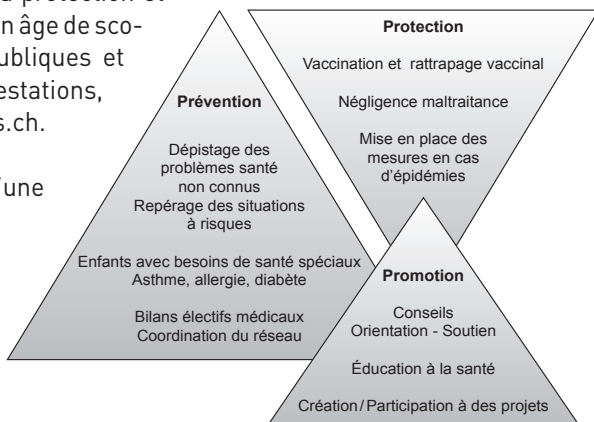 protection et
n âge de sco-
ubliques et
estations,
s.ch.
'une
Prévention
Dépistage des
problèmes santé
non connus
Repérage des situations
à risques
Enfants avec besoins de santé spéciaux
Asthme, allergie, diabète
Bilans électifs médicaux
Coordination du réseau
Protection
Vaccination et rattrapage vaccinal
Négligence maltraitance
Mise en place des
mesures en cas
d'épidémies
Promotion
Conseils
Orientation - Soutien
Éducation à la santé
Création/Participation à des projets